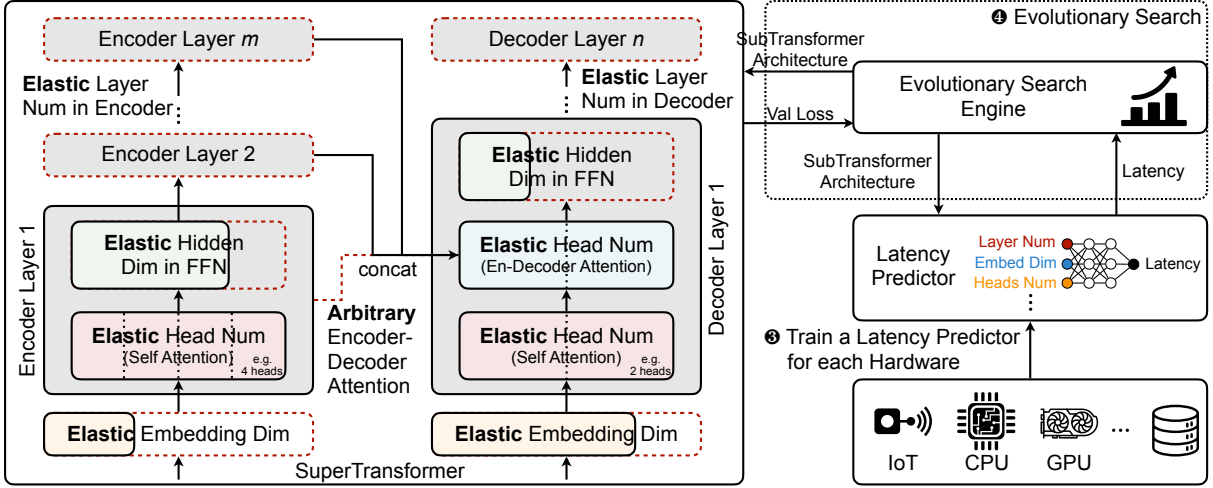 Encoder Layer m
Elastic Layer
Num in Encoder
Encoder Layer 2
Encoder Layer 1
Elastic Hidden
Dim in FFN
Elastic Head Num
(Self Attention)
e.g.
4 heads
Elastic Embedding Dim
concat
Arbitrary
Encoder-
Decoder
Attention
Decoder Layer n
Elastic Layer
Num in Decoder
Decoder Layer 1
Elastic Hidden
Dim in FFN
Elastic Head Num
(En-Decoder Attention)
Elastic Head Num
(Self Attention)
e.g.
2 heads
Elastic Embedding Dim
SuperTransformer
❹ Evolutionary Search
SubTransformer
Architecture
Val Loss
Evolutionary Search
Engine
SubTransformer
Architecture
Latency
Latency
Predictor
Layer Num
Embed Dim
Heads Num
Latency
❸ Train a Latency Predictor
for each Hardware
IoT
CPU
GPU
...